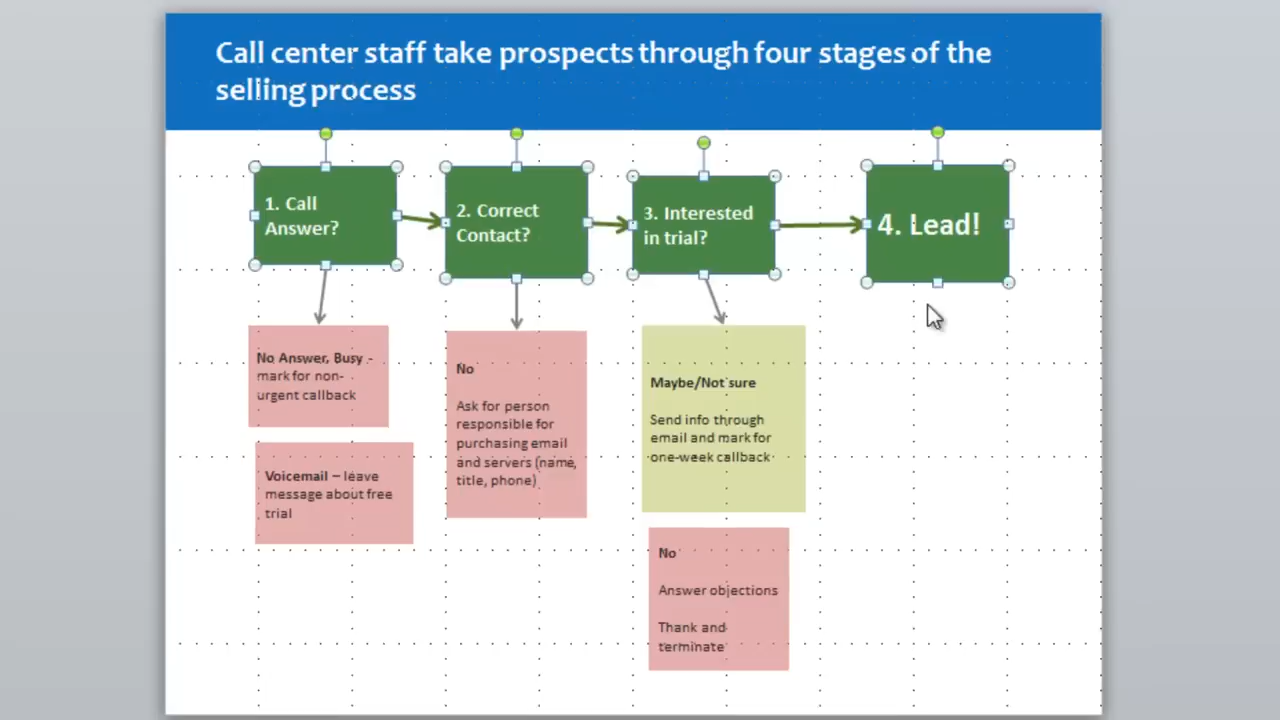 Call center staff take prospects through four stages of the
selling process
1. Call
Answer?
2. Correct
Contact?
3. Interested
in trial?
4. Lead!
No Answer, Busy -
mark for non-
urgent callback
Voicemail – leave
message about free
trial
No
Ask for person
responsible for
purchasing email
and servers (name,
title, phone)
Maybe/Not sure
Send info through
email and mark for
one-week callback
No
Answer objections
Thank and
terminate